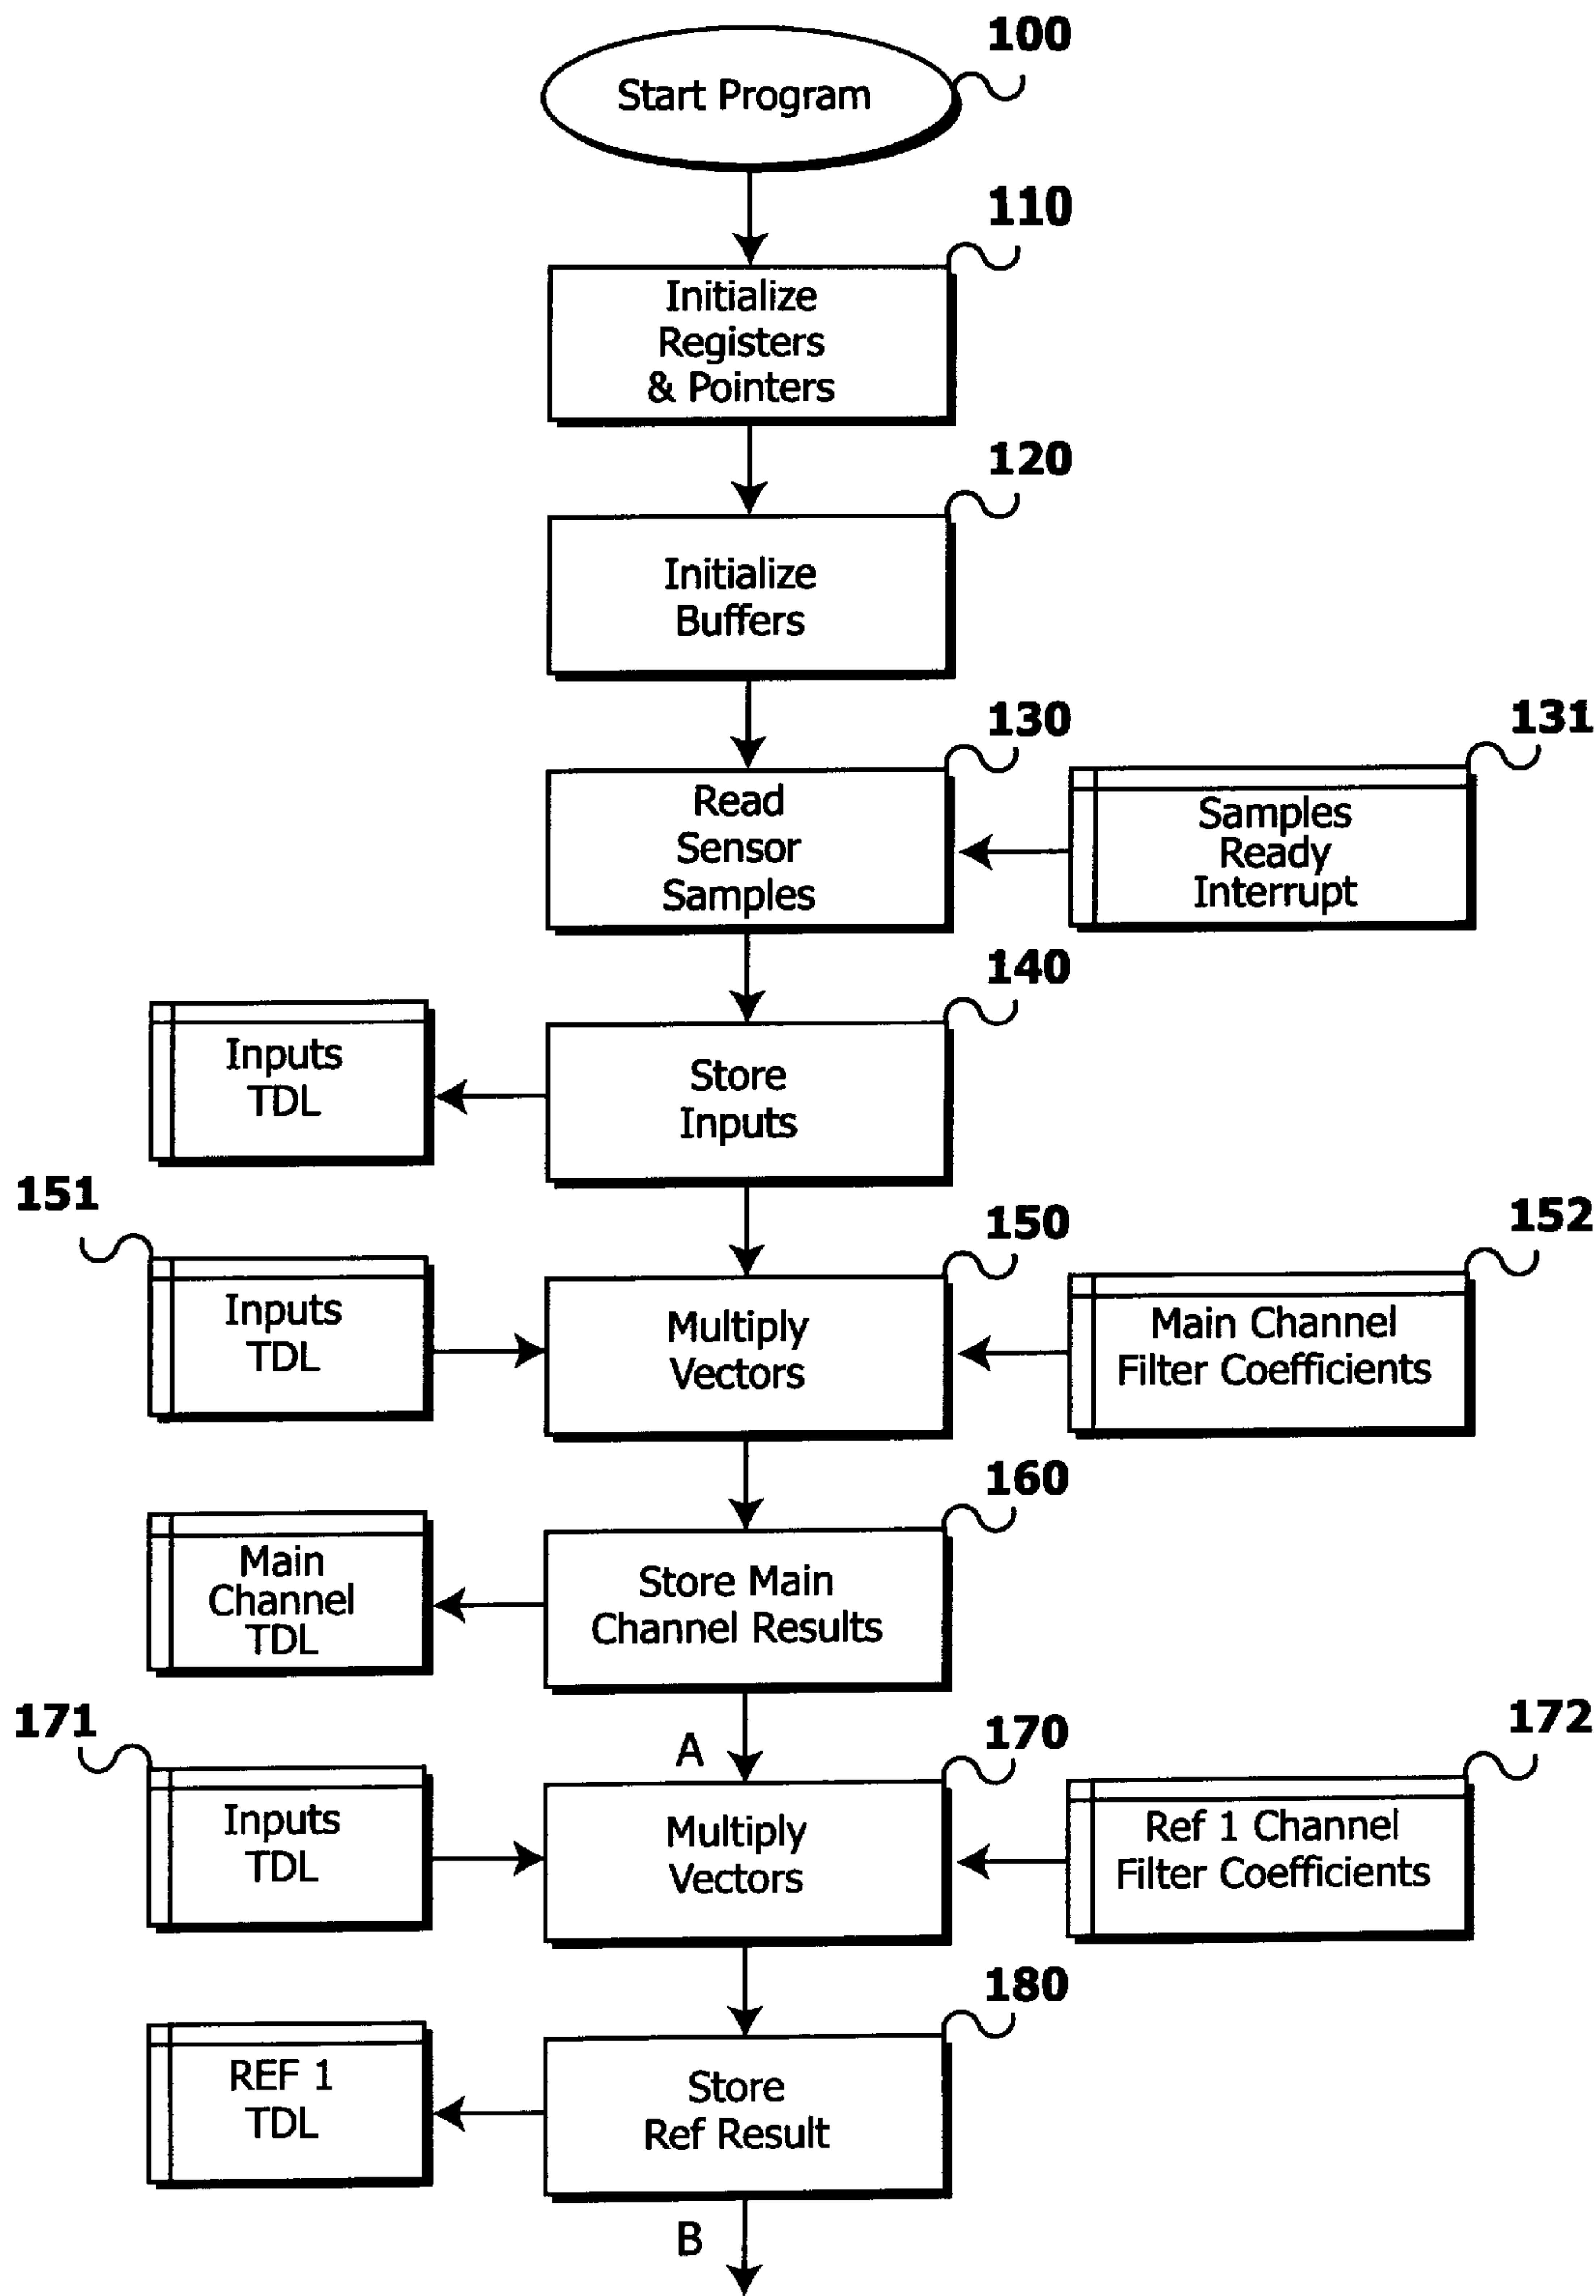 100
Start Program
110
Initialize
Registers
& Pointers
120
Initialize
Buffers
130
131
Read
Sensor
Samples
Samples
Ready
Interrupt
140
Inputs
TDL
Store
Inputs
151
150
152
Inputs
TDL
Multiply
Vectors
Main Channel
Filter Coefficients
160
Main
Channel
TDL
Store Main
Channel Results
171
A
170
172
Inputs
TDL
Multiply
Vectors
Ref 1 Channel
Filter Coefficients
180
REF 1
TDL
Store
Ref Result
B